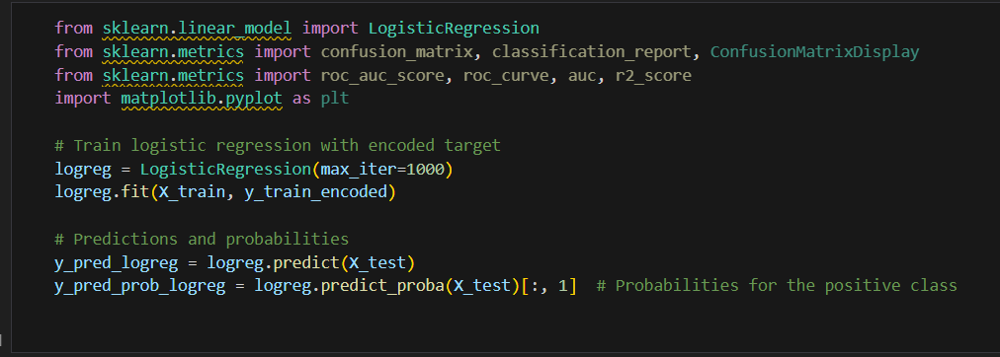 from sklearn.linear_model import LogisticRegression
from sklearn.metrics import confusion_matrix, classification_report, ConfusionMatrixDisplay
from sklearn.metrics import roc_auc_score, roc_curve, auc, r2_score
import matplotlib.pyplot as plt
# Train logistic regression with encoded target
logreg = LogisticRegression(max_iter=1000)
logreg.fit(X_train, y_train_encoded)
# Predictions and probabilities
y_pred_logreg = logreg.predict(X_test)
y_pred_prob_logreg = logreg.predict_proba(X_test)[:, 1]  # Probabilities for the positive class